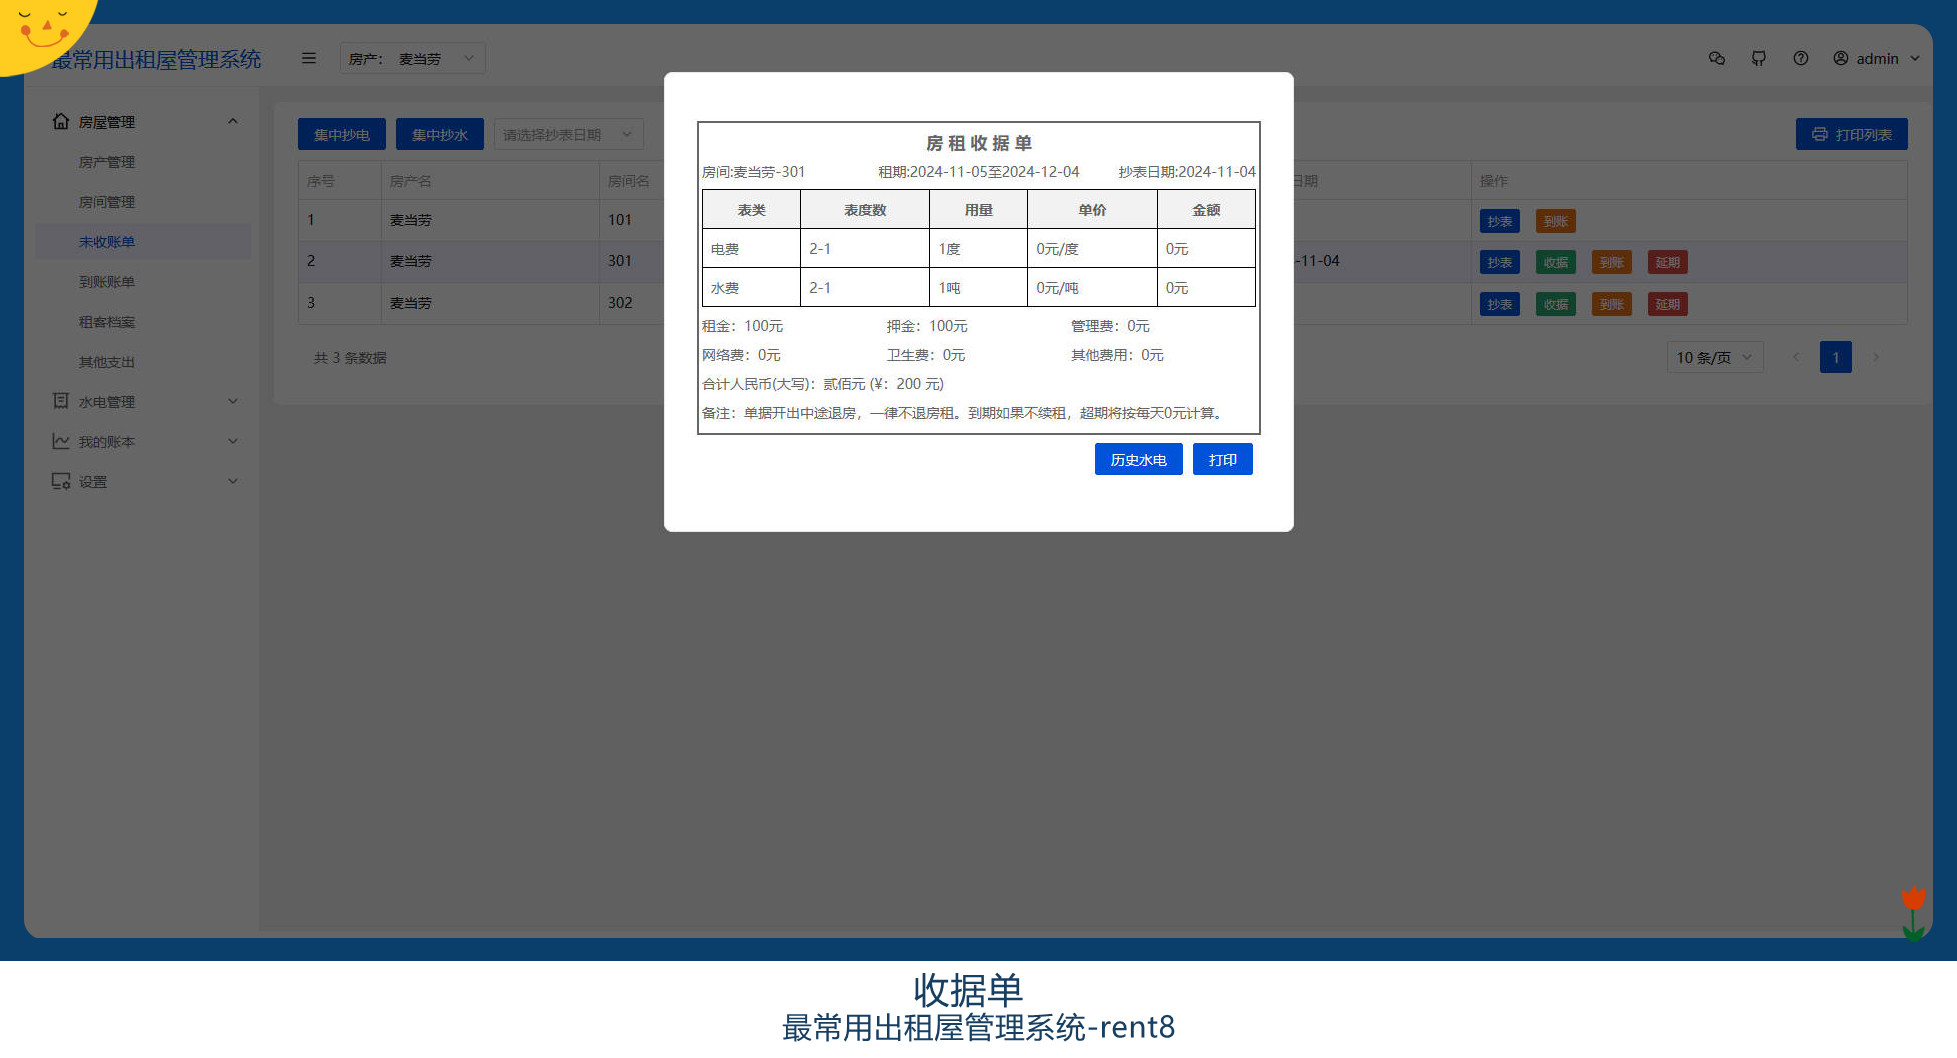 最常用出租屋管理系统
房产： 麦当劳
admin
房屋管理
房产管理
房间管理
未收账单
到账账单
租客档案
其他支出
水电管理
我的账本
设置
集中抄电 集中抄水 请选择抄表日期 打印列表
序号 房产名 房间名 日期 操作
1 麦当劳 101 抄表 到账
2 麦当劳 301 -11-04 抄表 收据 到账 延期
3 麦当劳 302 抄表 收据 到账 延期
共 3 条数据 10 条/页 1
房租收据单
房间:麦当劳-301 租期:2024-11-05至2024-12-04 抄表日期:2024-11-04
表类 表度数 用量 单价 金额
电费 2-1 1度 0元/度 0元
水费 2-1 1吨 0元/吨 0元
租金：100元 押金：100元 管理费：0元
网络费：0元 卫生费：0元 其他费用：0元
合计人民币(大写)：贰佰元 (¥：200 元)
备注：单据开出中途退房，一律不退房租。到期如果不续租，超期将按每天0元计算。
历史水电 打印
收据单
最常用出租屋管理系统-rent8